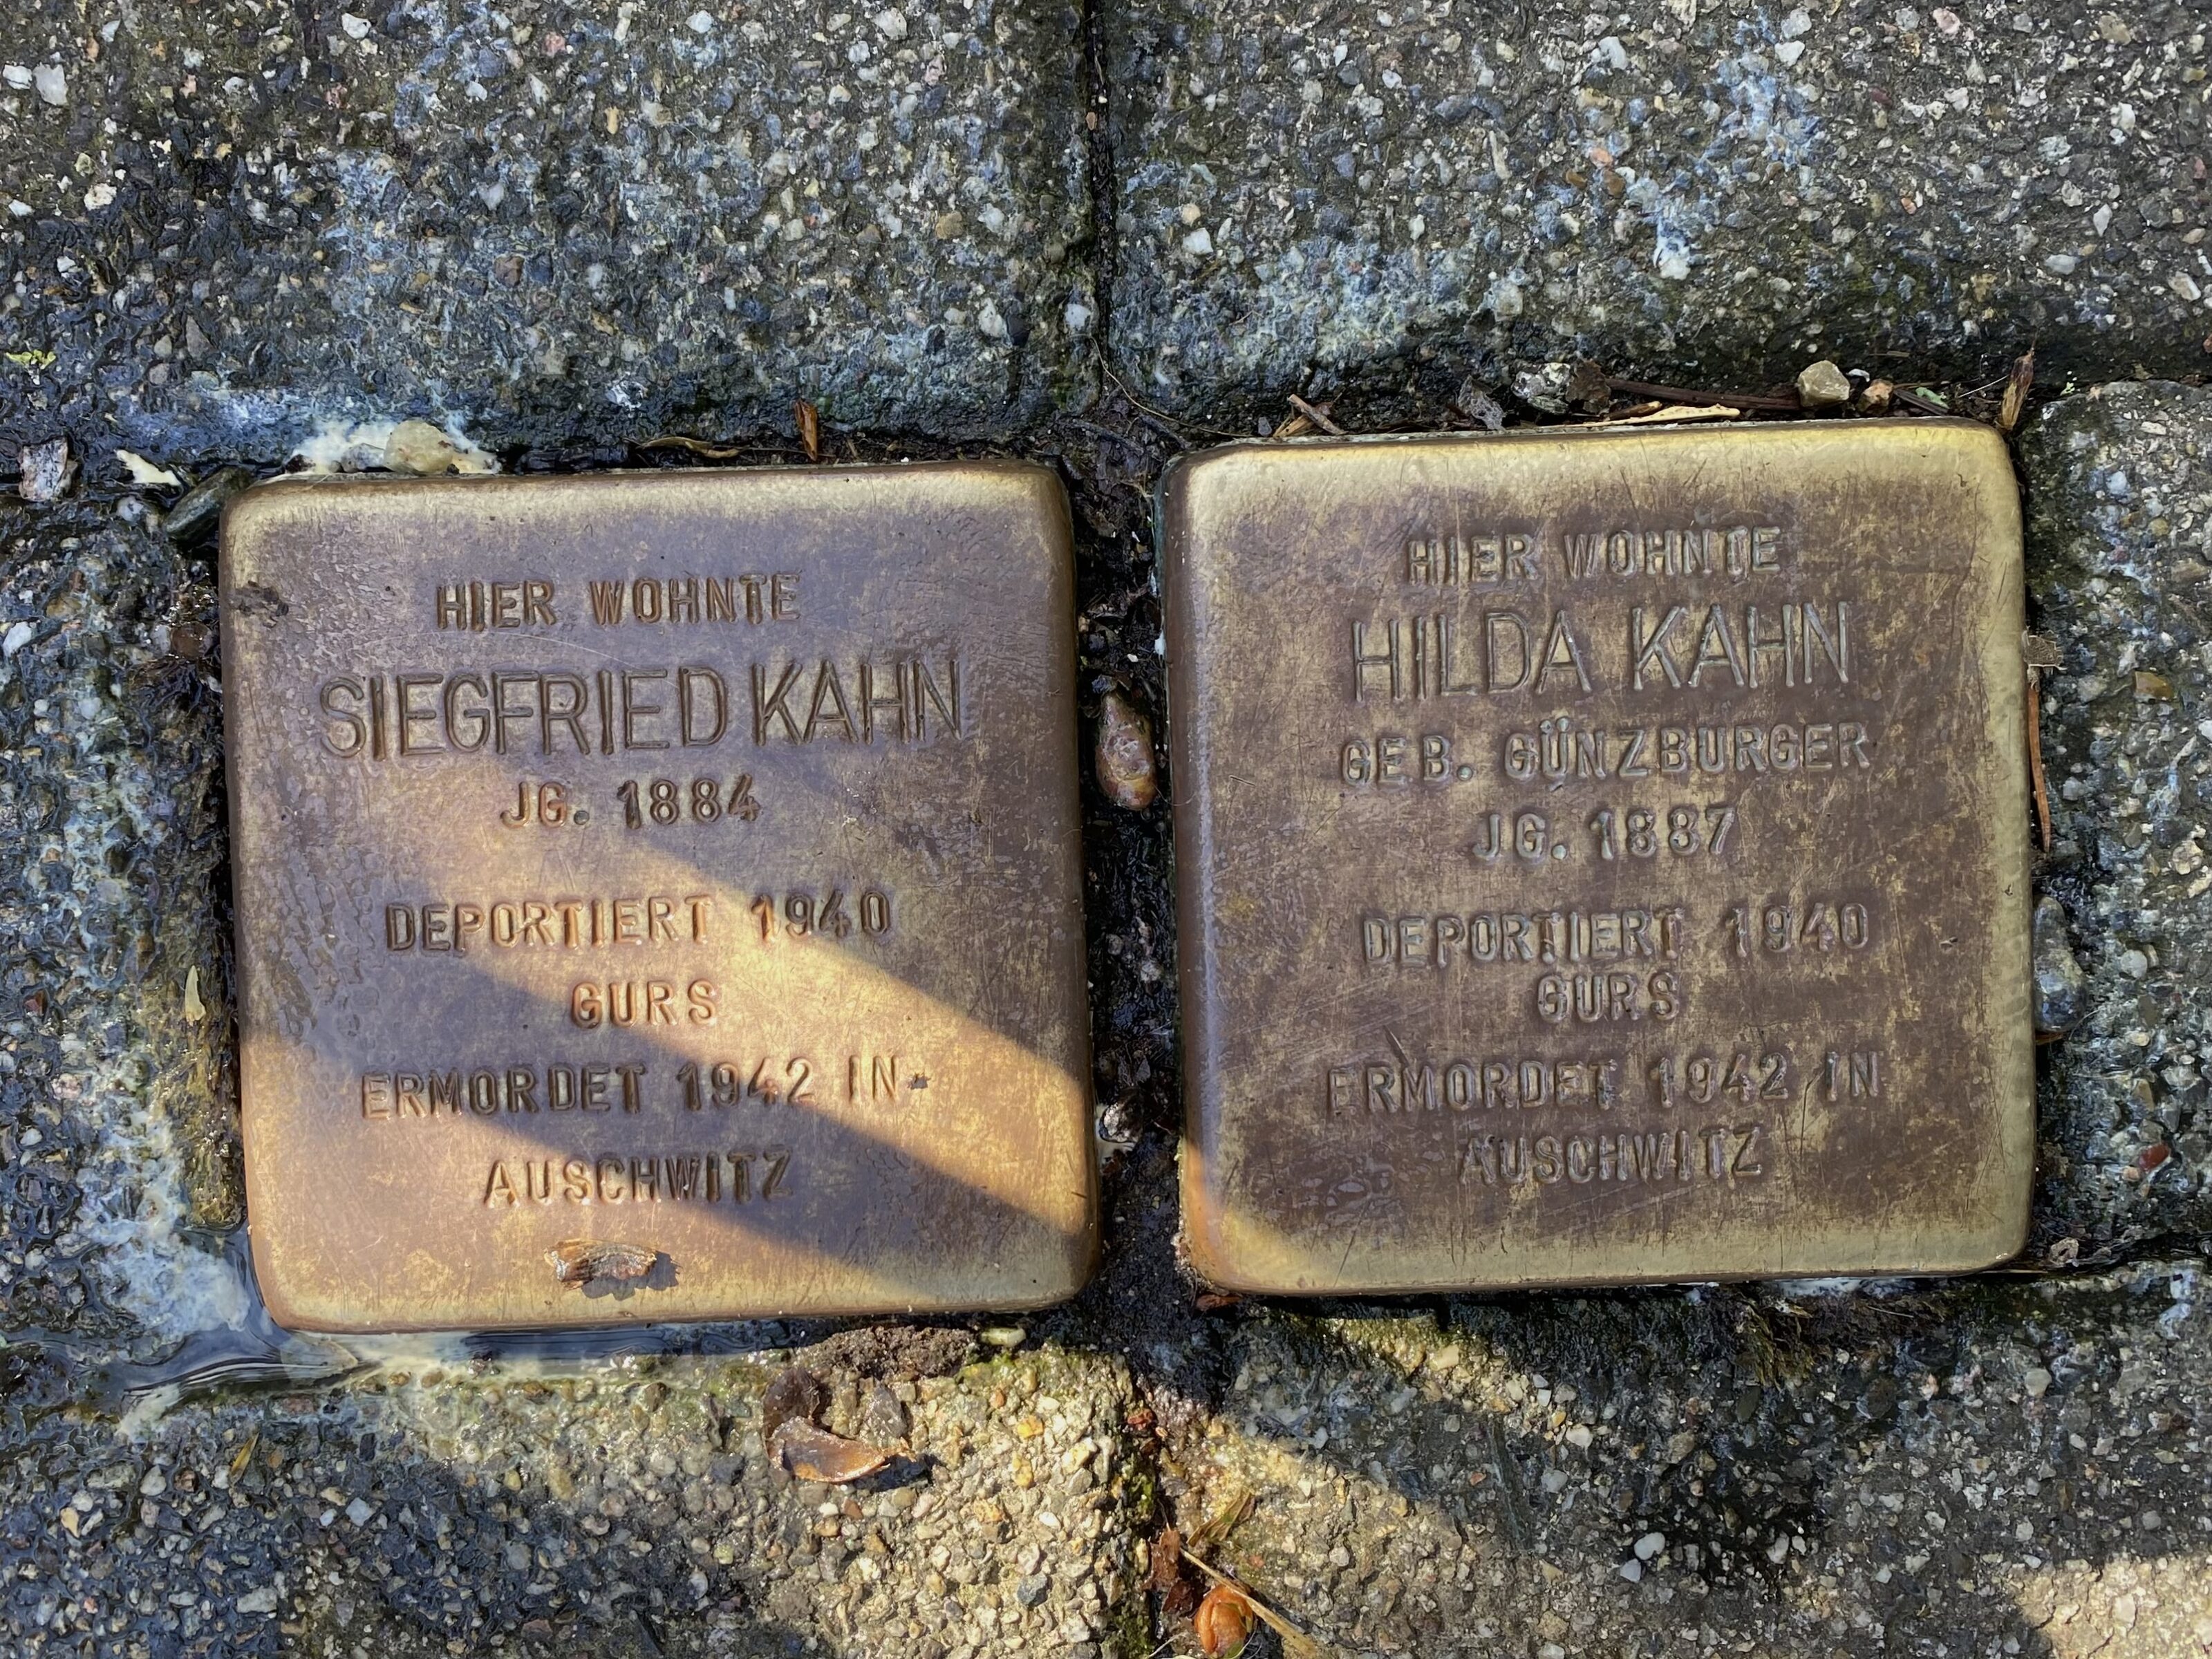 HIER WOHNTE
SIEGFRIED KAHN
JG. 1884
DEPORTIERT 1940
GURS
ERMORDET 1942 IN
AUSCHWITZ
HIER WOHNTE
HILDA KAHN
GEB. GÜNZBURGER
JG. 1887
DEPORTIERT 1940
GURS
ERMORDET 1942 IN
AUSCHWITZ